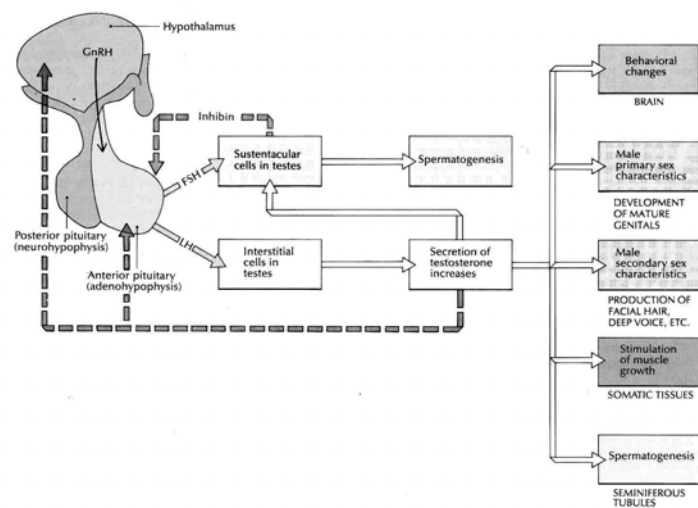 Hypothalamus
GnRH
Inhibin
FSH
LH
Posterior pituitary
(neurohypophysis)
Anterior pituitary
(adenohypophysis)
Sustentacular
cells in testes
Spermatogenesis
Interstitial
cells in
testes
Secretion of
testosterone
increases
Behavioral
changes
BRAIN
Male
primary sex
characteristics
DEVELOPMENT
OF MATURE
GENITALS
Male
secondary sex
characteristics
PRODUCTION OF
FACIAL HAIR,
DEEP VOICE, ETC.
Stimulation
of muscle
growth
SOMATIC TISSUES
Spermatogenesis
SEMINIFEROUS
TUBULES